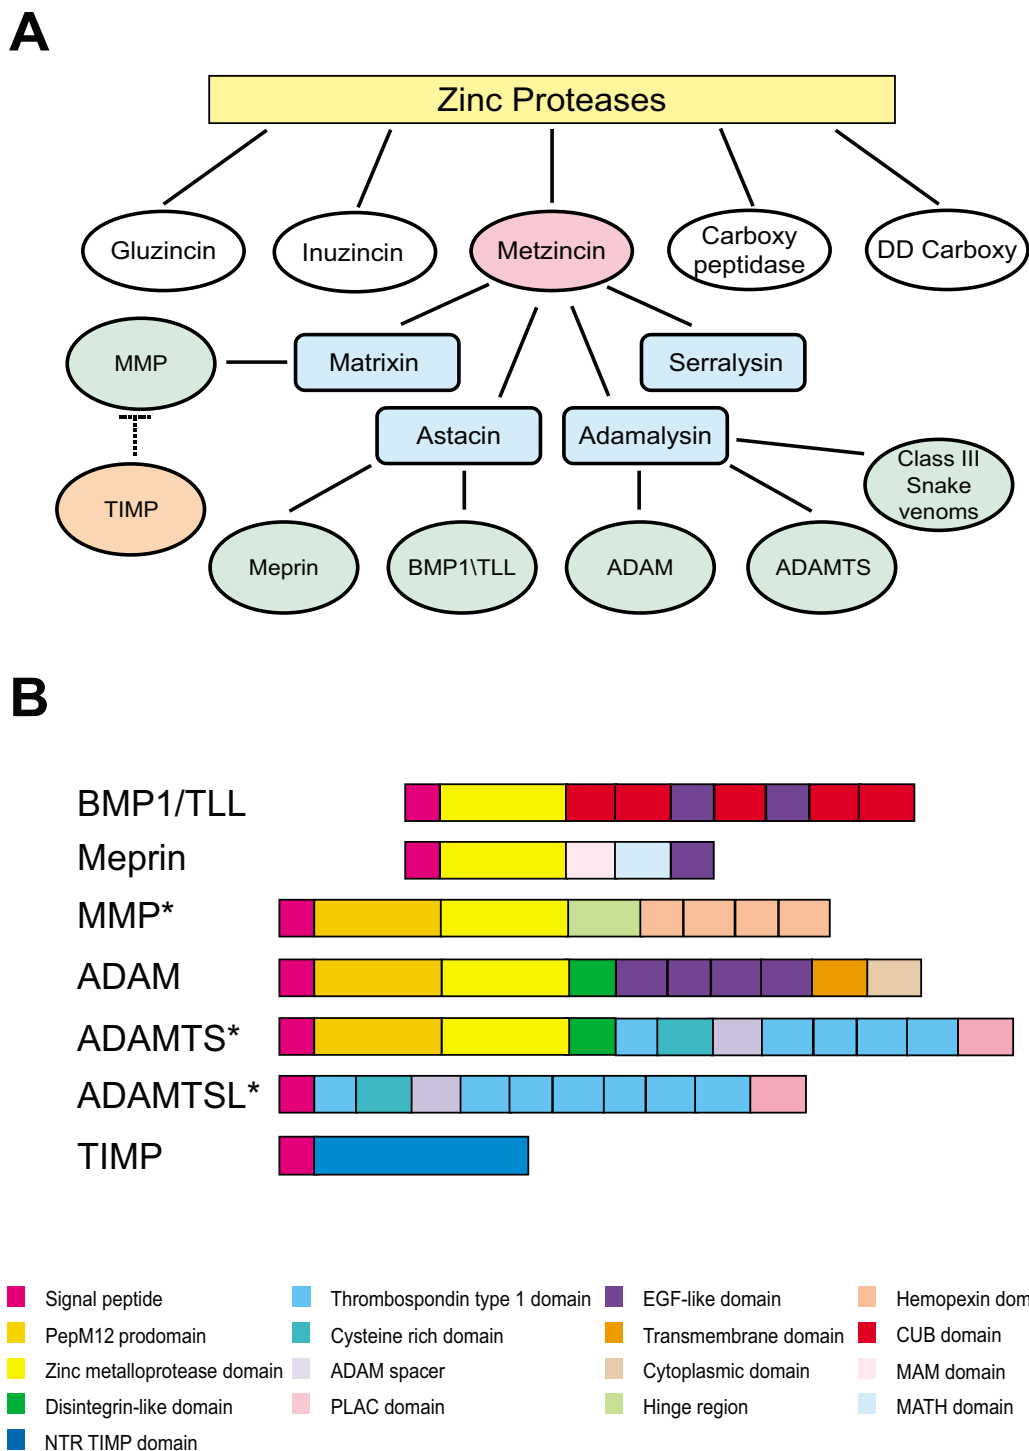 A
Zinc Proteases
Gluzincin
Inuzincin
Metzincin
Carboxy
peptidase
DD Carboxy
MMP
Matrixin
Serralysin
Astacin
Adamalysin
Class III
Snake
venoms
TIMP
Meprin
BMP1\TLL
ADAM
ADAMTS
B
BMP1/TLL
Meprin
MMP*
ADAM
ADAMTS*
ADAMTSL*
TIMP
Signal peptide
Thrombospondin type 1 domain
EGF-like domain
Hemopexin dom
PepM12 prodomain
Cysteine rich domain
Transmembrane domain
CUB domain
Zinc metalloprotease domain
ADAM spacer
Cytoplasmic domain
MAM domain
Disintegrin-like domain
PLAC domain
Hinge region
MATH domain
NTR TIMP domain